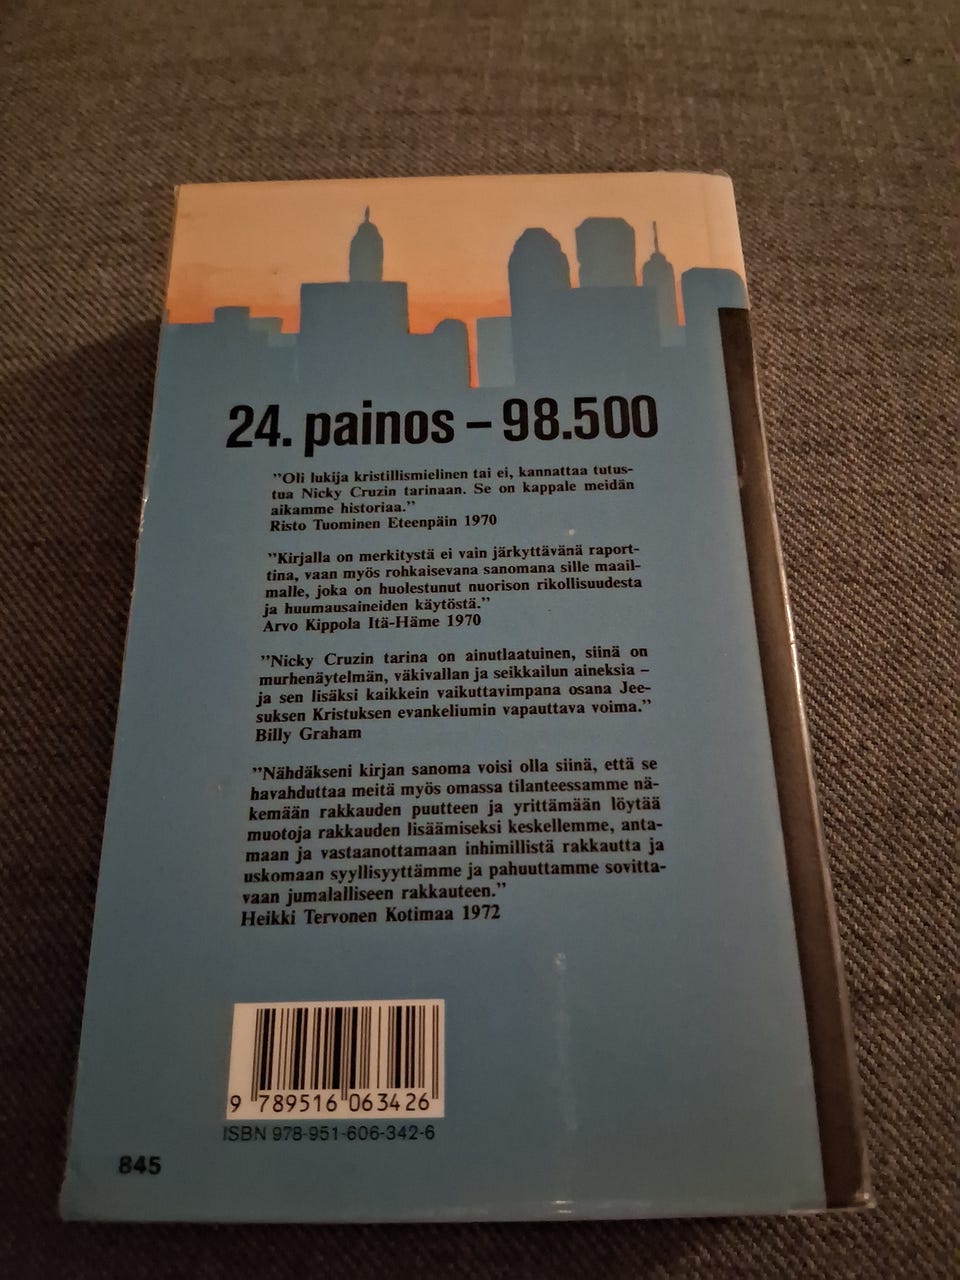 24. painos – 98.500
"Oli lukija kristillismielinen tai ei, kannattaa tutus-
tua Nicky Cruzin tarinaan. Se on kappale meidän
aikamme historiaa."
Risto Tuominen Eteenpäin 1970
"Kirjalla on merkitystä ei vain järkyttävänä raport-
tina, vaan myös rohkaisevana sanomana sille maail-
malle, joka on huolestunut nuorison rikollisuudesta
ja huumausaineiden käytöstä."
Arvo Kippola Itä-Häme 1970
"Nicky Cruzin tarina on ainutlaatuinen, siinä on
murhenäytelmän, väkivallan ja seikkailun aineksia –
ja sen lisäksi kaikkein vaikuttavimpana osana Jee-
suksen Kristuksen evankeliumin vapauttava voima."
Billy Graham
"Nähdäkseni kirjan sanoma voisi olla siinä, että se
havahduttaa meitä myös omassa tilanteessamme nä-
kemään rakkauden puutteen ja yrittämään löytää
muotoja rakkauden lisäämiseksi keskellemme, anta-
maan ja vastaanottamaan inhimillistä rakkautta ja
uskomaan syyllisyyttämme ja pahuuttamme sovitta-
vaan jumalalliseen rakkauteen."
Heikki Tervonen Kotimaa 1972
9 789516 063426
ISBN 978-951-606-342-6
845